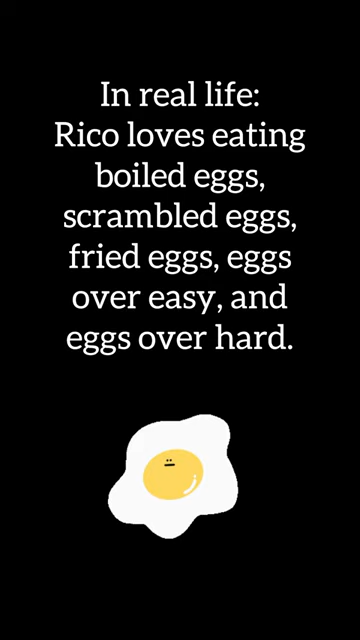 In real life:
Rico loves eating
boiled eggs,
scrambled eggs,
fried eggs, eggs
over easy, and
eggs over hard.